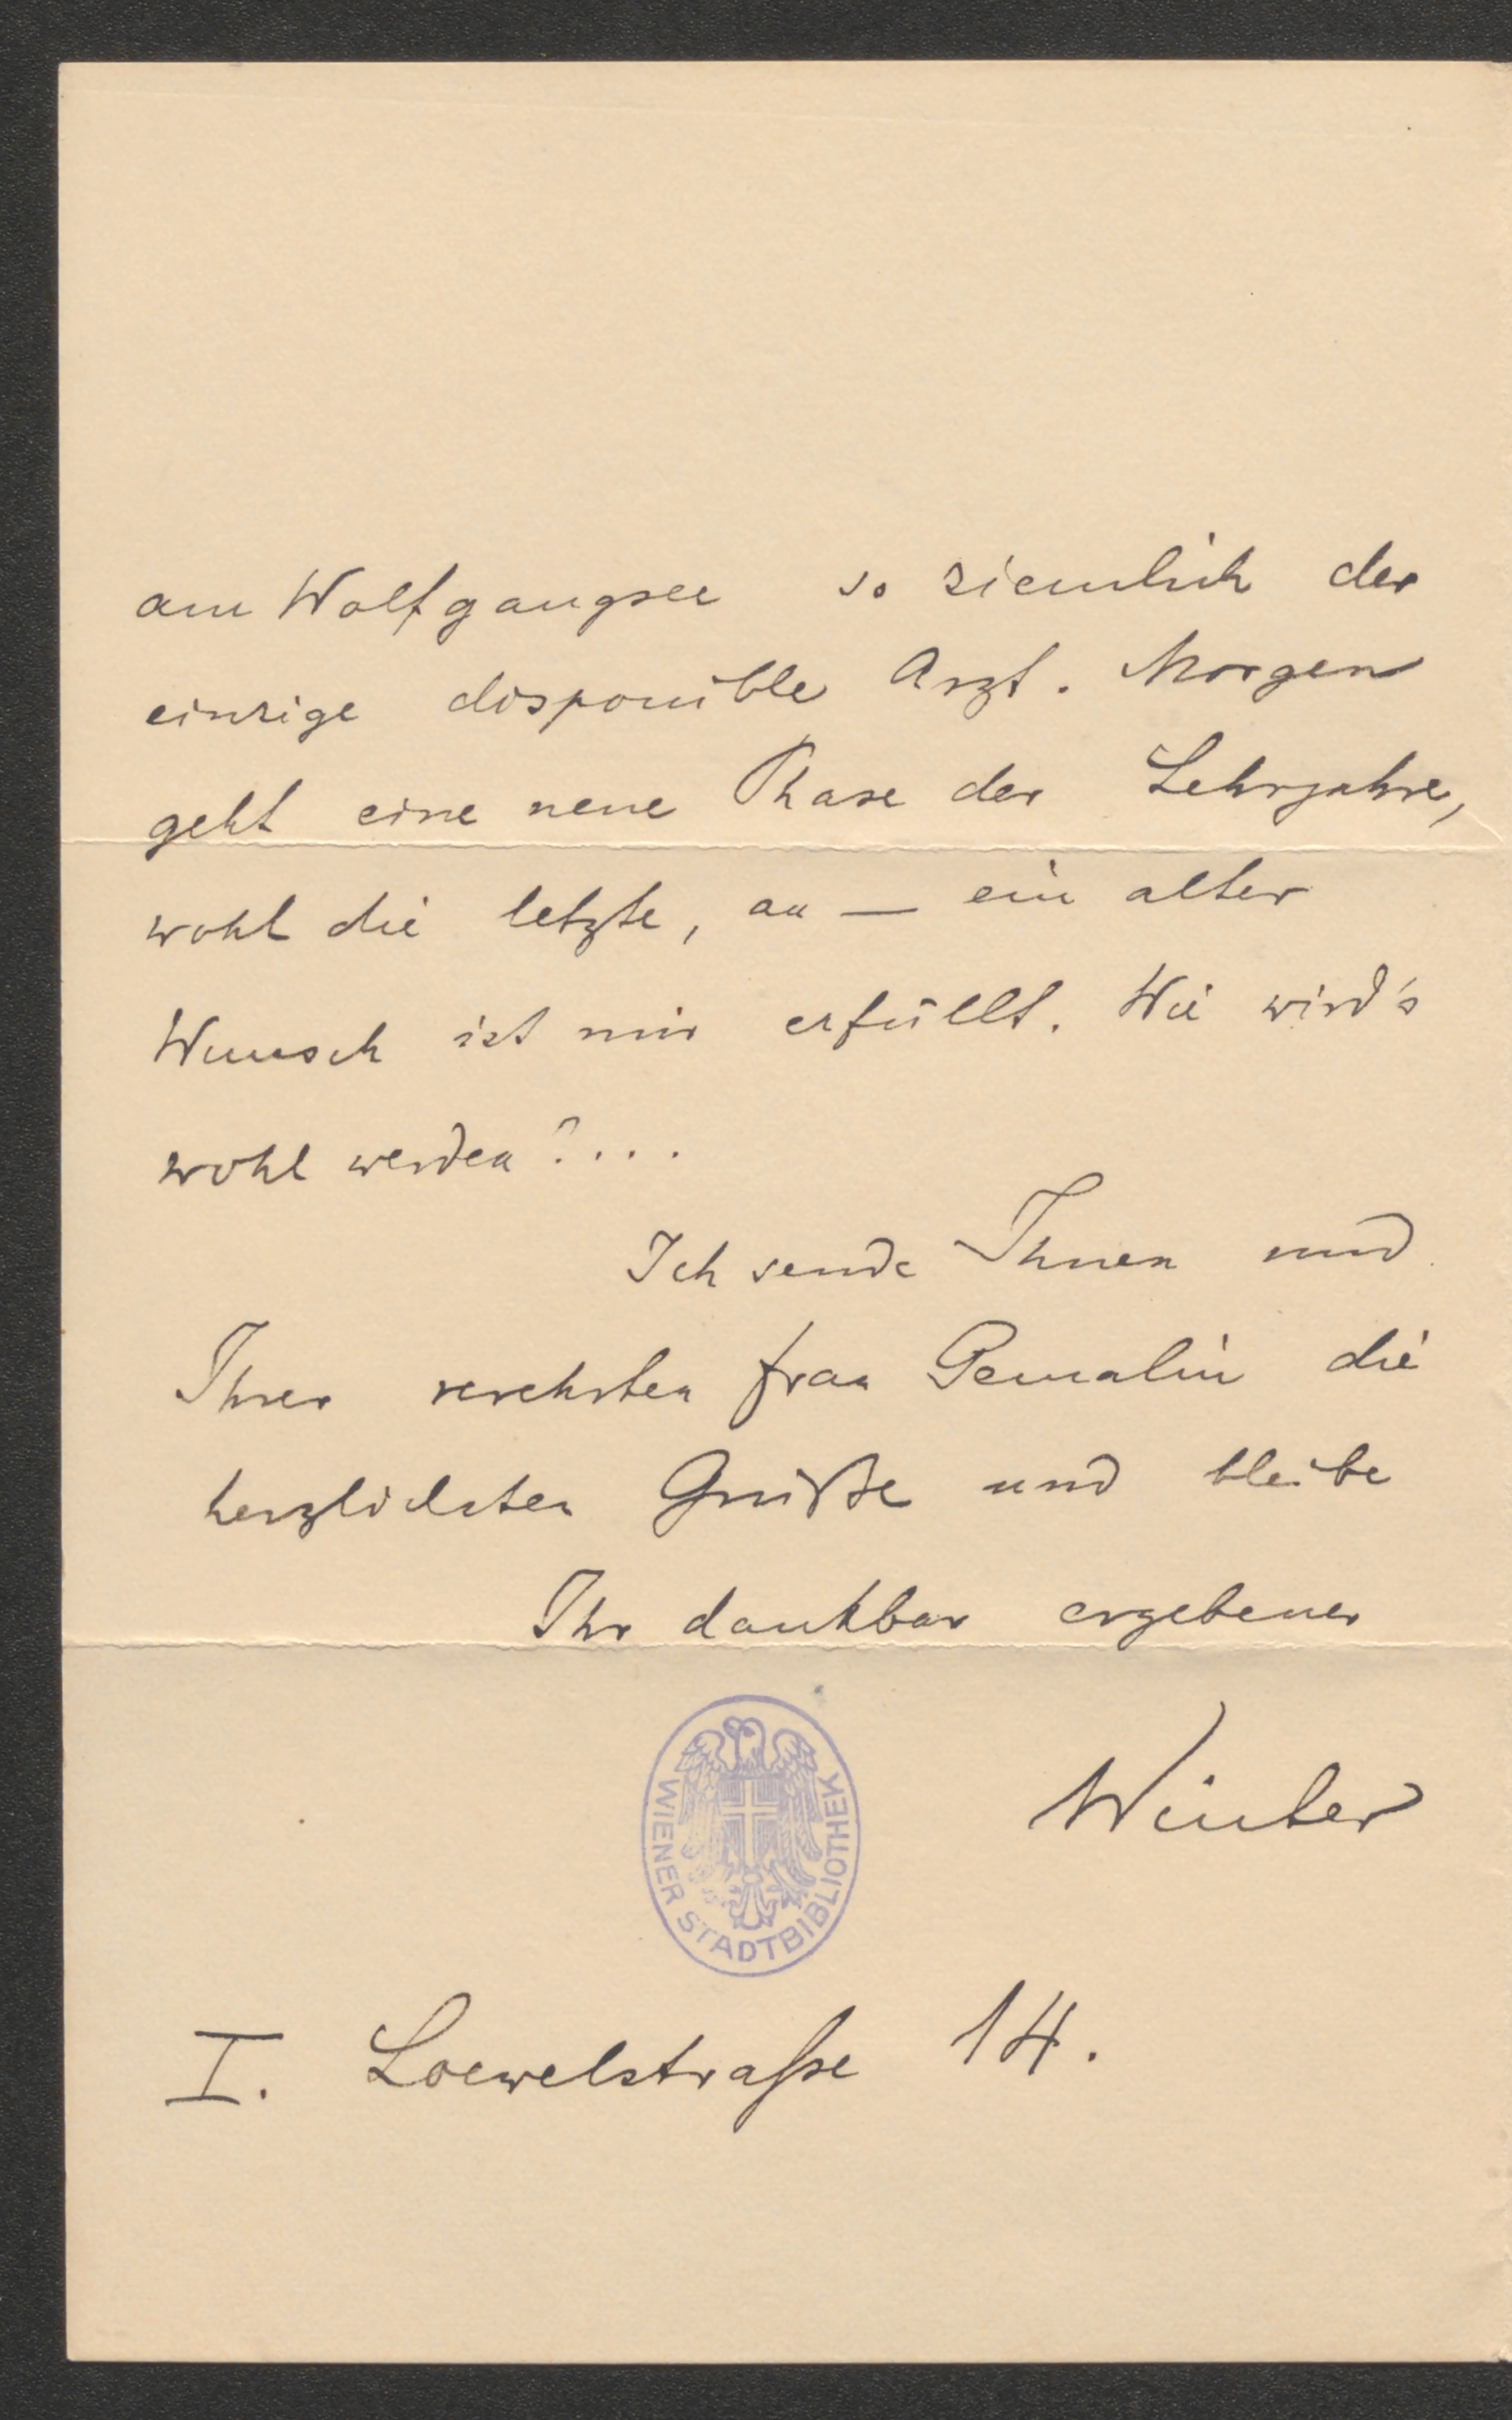 am Wolfgangsee so ziemlich der
einzige disponible Arzt. Morgen
geht eine neue Phase der Lehrjahre,
wohl die letzte, an — ein alter
Wunsch ist mir erfüllt. Wie wird's
wohl werden?....
Ich sende Ihnen und
Ihrer verehrten Frau Gemalin die
herzlichsten Grüße und bleibe
Ihr dankbar ergebener
Winter
WIENER STADTBIBLIOTHEK
I. Loewelstraße 14.